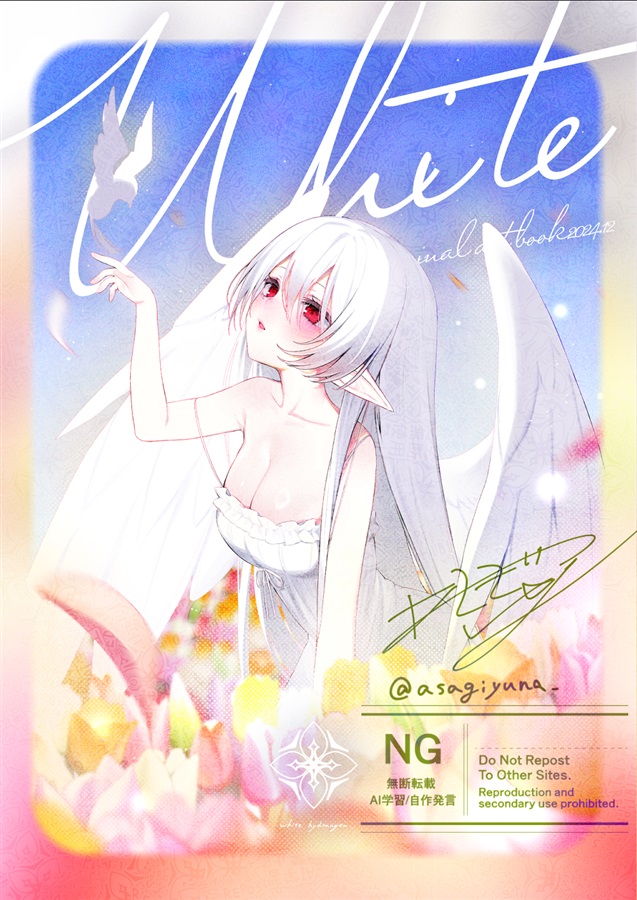 White
nal artbook 2024.12
@asagiyuna_
NG
無断転載
AI学習/自作発言
Do Not Repost
To Other Sites.
Reproduction and
secondary use prohibited.